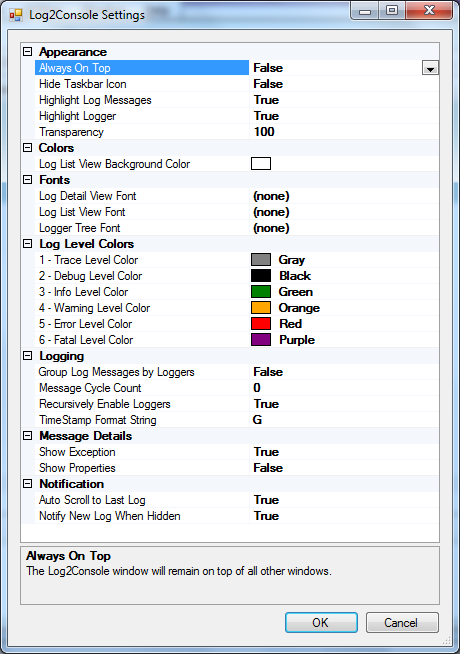 Log2Console Settings
Appearance
Always On Top False
Hide Taskbar Icon False
Highlight Log Messages True
Highlight Logger True
Transparency 100
Colors
Log List View Background Color
Fonts
Log Detail View Font (none)
Log List View Font (none)
Logger Tree Font (none)
Log Level Colors
1 - Trace Level Color Gray
2 - Debug Level Color Black
3 - Info Level Color Green
4 - Warning Level Color Orange
5 - Error Level Color Red
6 - Fatal Level Color Purple
Logging
Group Log Messages by Loggers False
Message Cycle Count 0
Recursively Enable Loggers True
TimeStamp Format String G
Message Details
Show Exception True
Show Properties False
Notification
Auto Scroll to Last Log True
Notify New Log When Hidden True
Always On Top
The Log2Console window will remain on top of all other windows.
OK Cancel